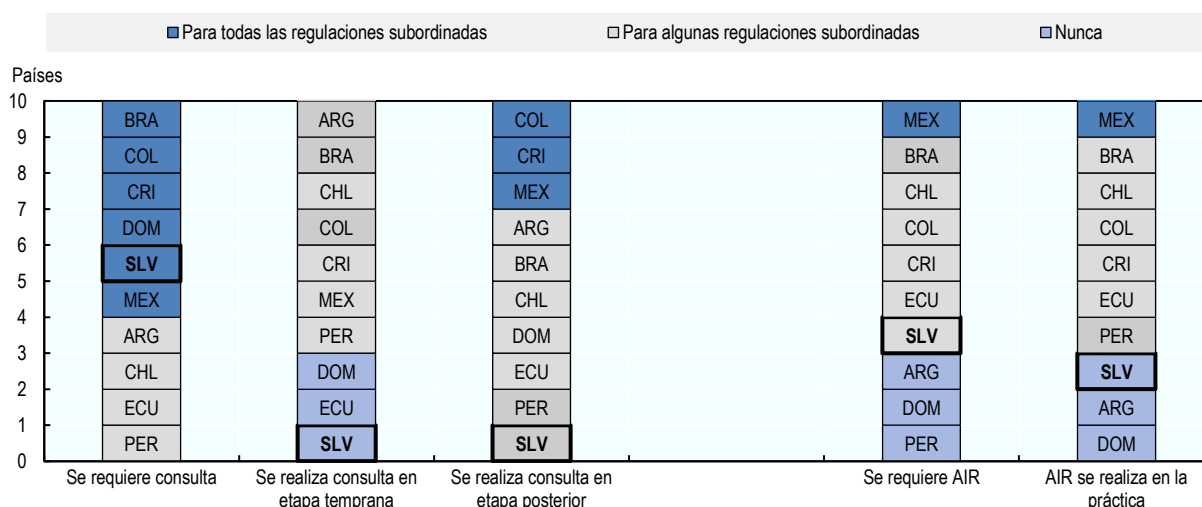 Para todas las regulaciones subordinadas
Para algunas regulaciones subordinadas
Nunca
Países
10
9
8
7
6
5
4
3
2
1
0
BRA
COL
CRI
DOM
SLV
MEX
ARG
CHL
ECU
PER
Se requiere consulta
ARG
BRA
CHL
COL
CRI
MEX
PER
DOM
ECU
SLV
Se realiza consulta en
etapa temprana
COL
CRI
MEX
ARG
BRA
CHL
DOM
ECU
PER
SLV
Se realiza consulta en
etapa posterior
MEX
BRA
CHL
COL
CRI
ECU
SLV
ARG
DOM
PER
Se requiere AIR
MEX
BRA
CHL
COL
CRI
ECU
PER
SLV
ARG
DOM
AIR se realiza en la
práctica